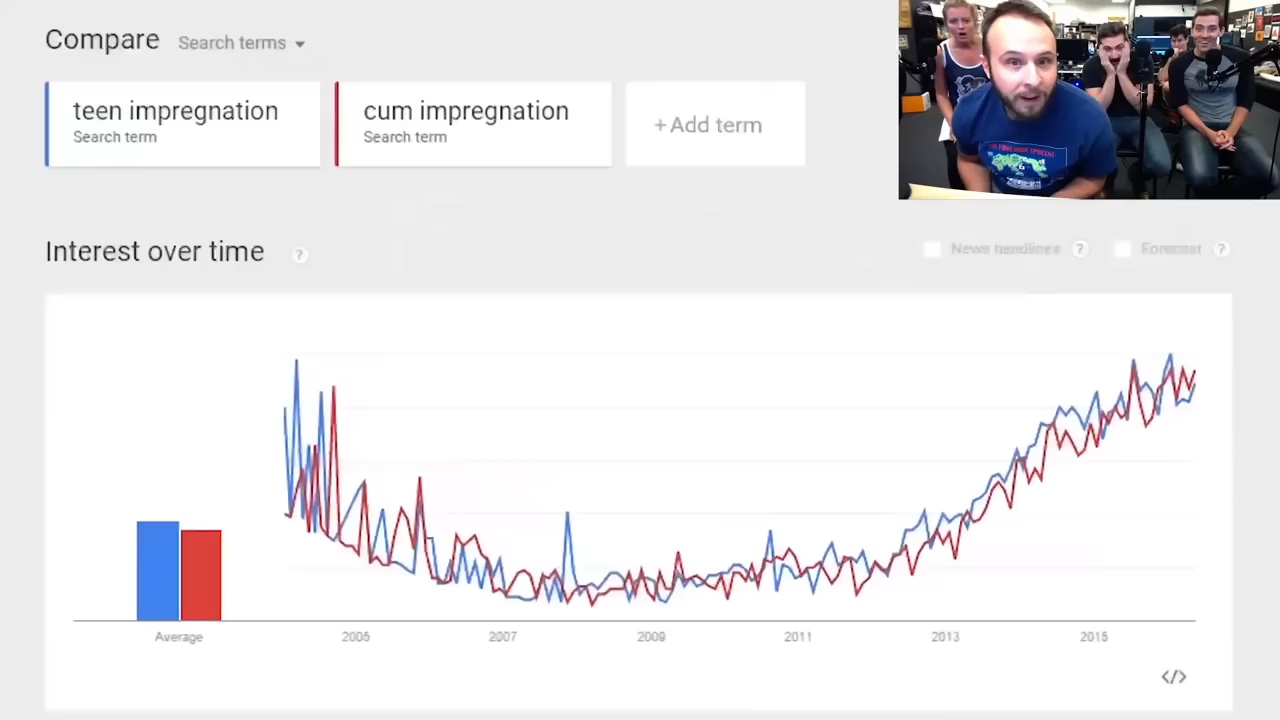 Compare Search terms
teen impregnation
Search term
cum impregnation
Search term
+Add term
Interest over time ?
News headlines ?
Forecast ?
Average
2005
2007
2009
2011
2013
2015
</>